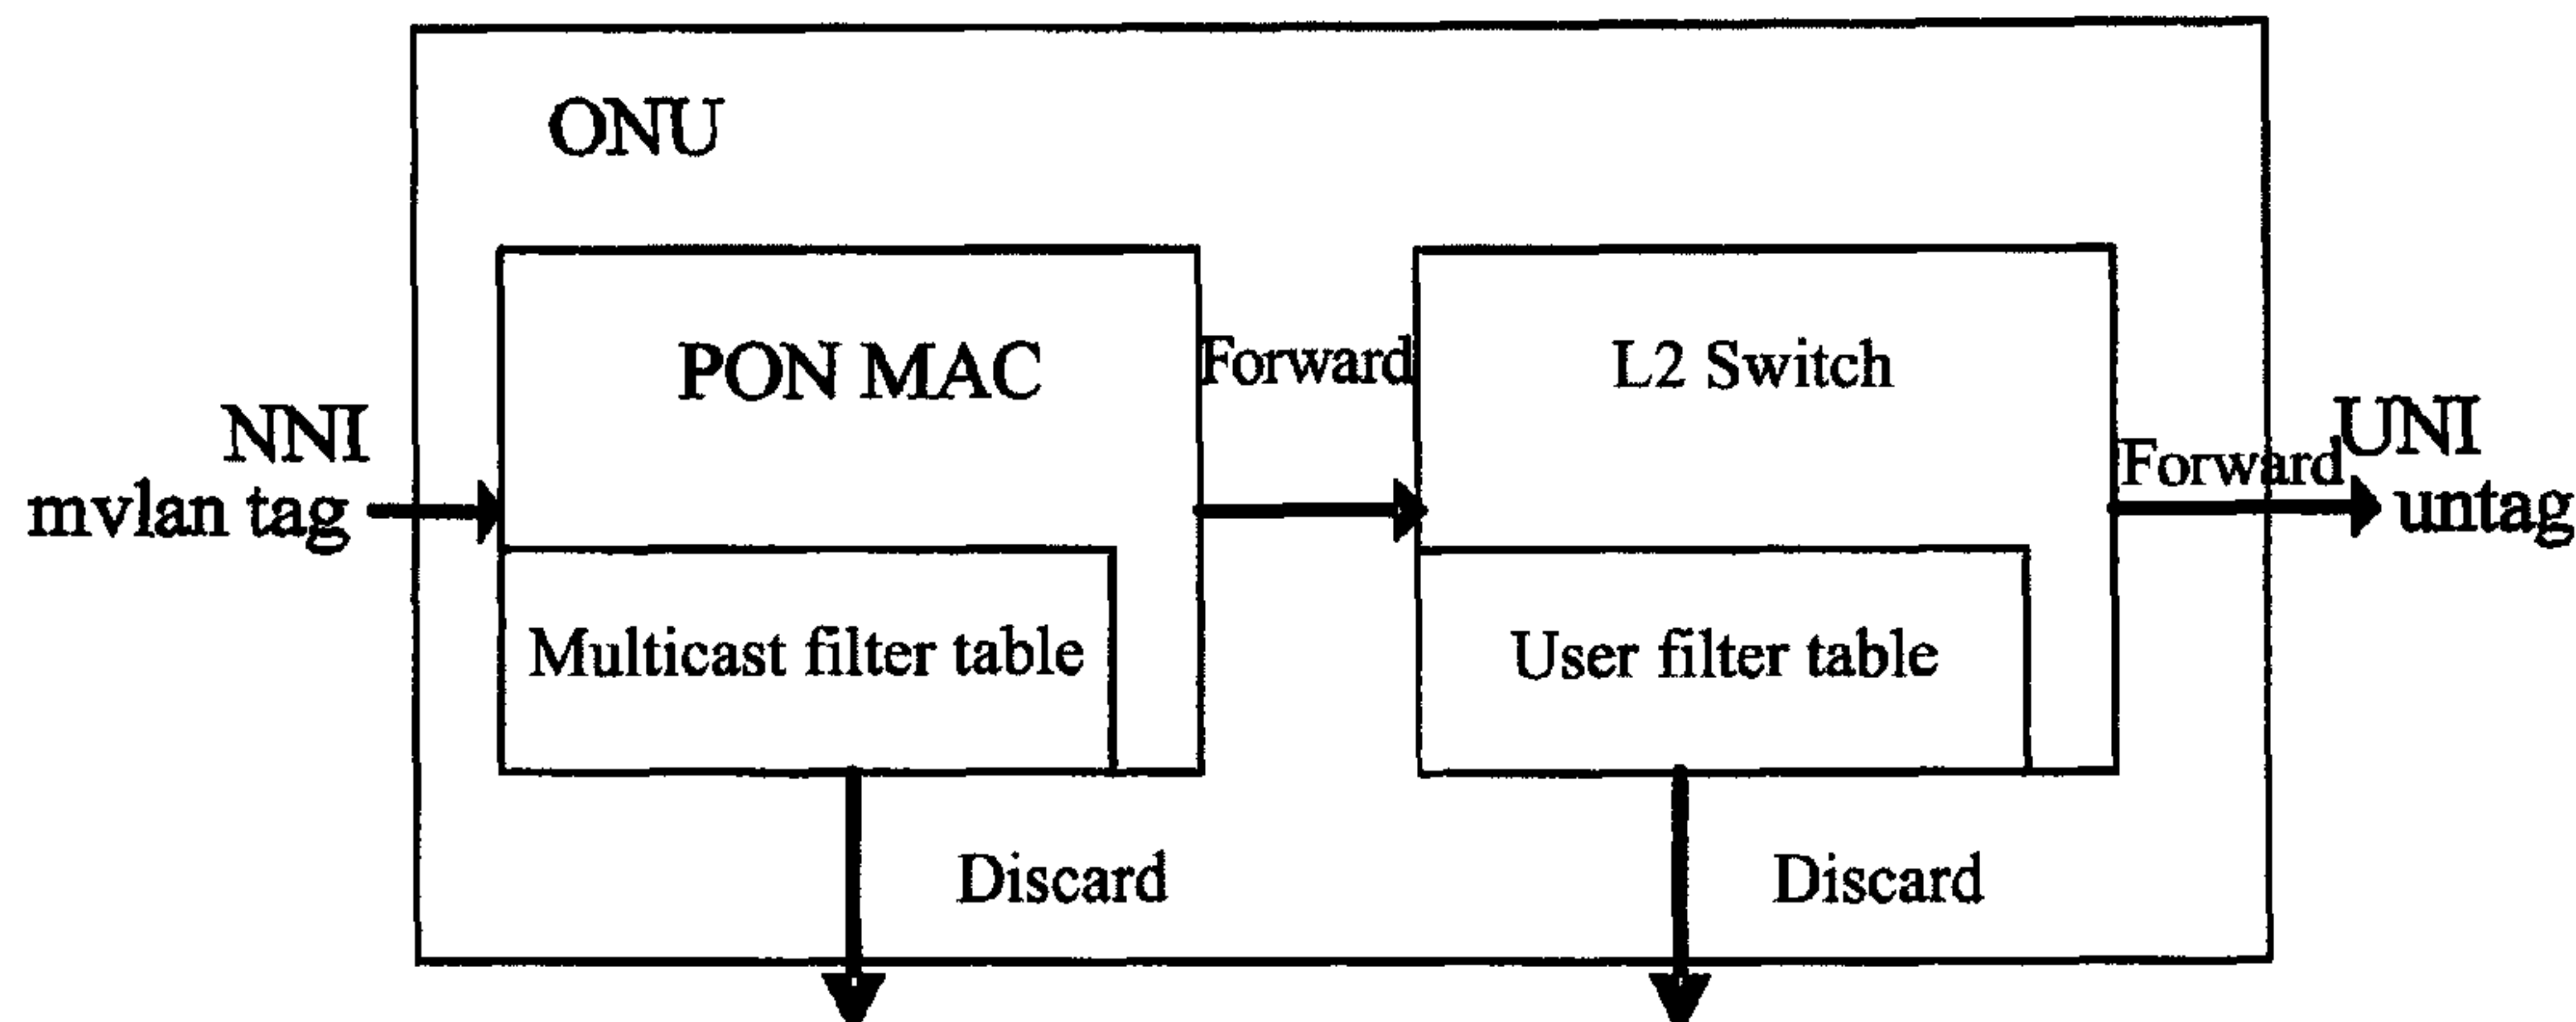 ONU
PON MAC
Forward
L2 Switch
NNI
mvlan tag
UNI
Forward
untag
Multicast filter table
User filter table
Discard
Discard